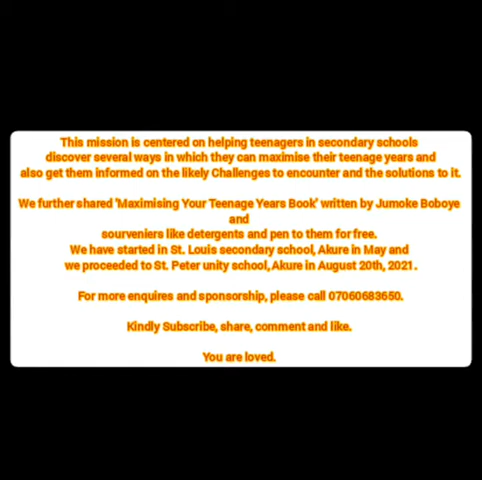 This mission is centered on helping teenagers in secondary schools
discover several ways in which they can maximise their teenage years and
also get them informed on the likely Challenges to encounter and the solutions to it.
We further shared 'Maximising Your Teenage Years Book' written by Jumoke Boboye
and
sourveniers like detergents and pen to them for free.
We have started in St. Louis secondary school, Akure in May and
we proceeded to St. Peter unity school, Akure in August 20th, 2021.
For more enquires and sponsorship, please call 07060683650.
Kindly Subscribe, share, comment and like.
You are loved.